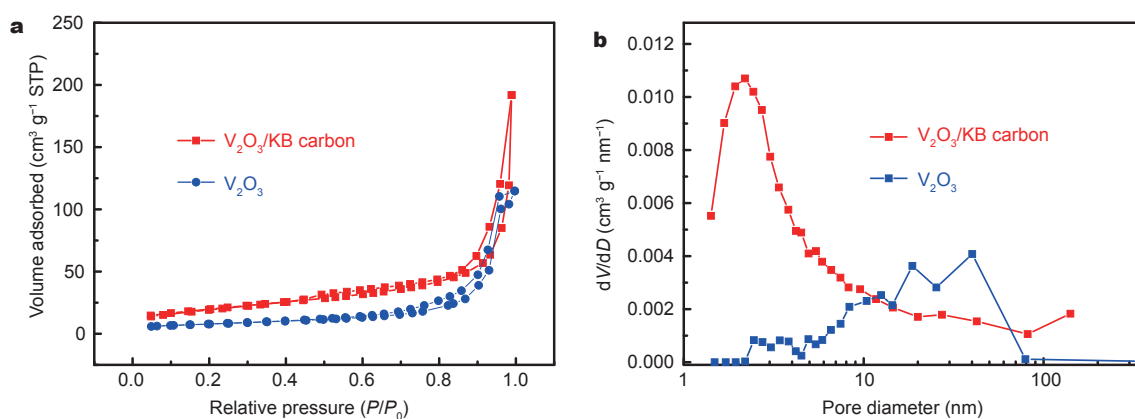 a
250
200
150
100
50
0
Volume adsorbed (cm³ g⁻¹ STP)
V₂O₃/KB carbon
V₂O₃
0.0 0.2 0.4 0.6 0.8 1.0
Relative pressure (P/P₀)
b
0.012
0.010
0.008
0.006
0.004
0.002
0.000
dV/dD (cm³ g⁻¹ nm⁻¹)
V₂O₃/KB carbon
V₂O₃
1 10 100
Pore diameter (nm)